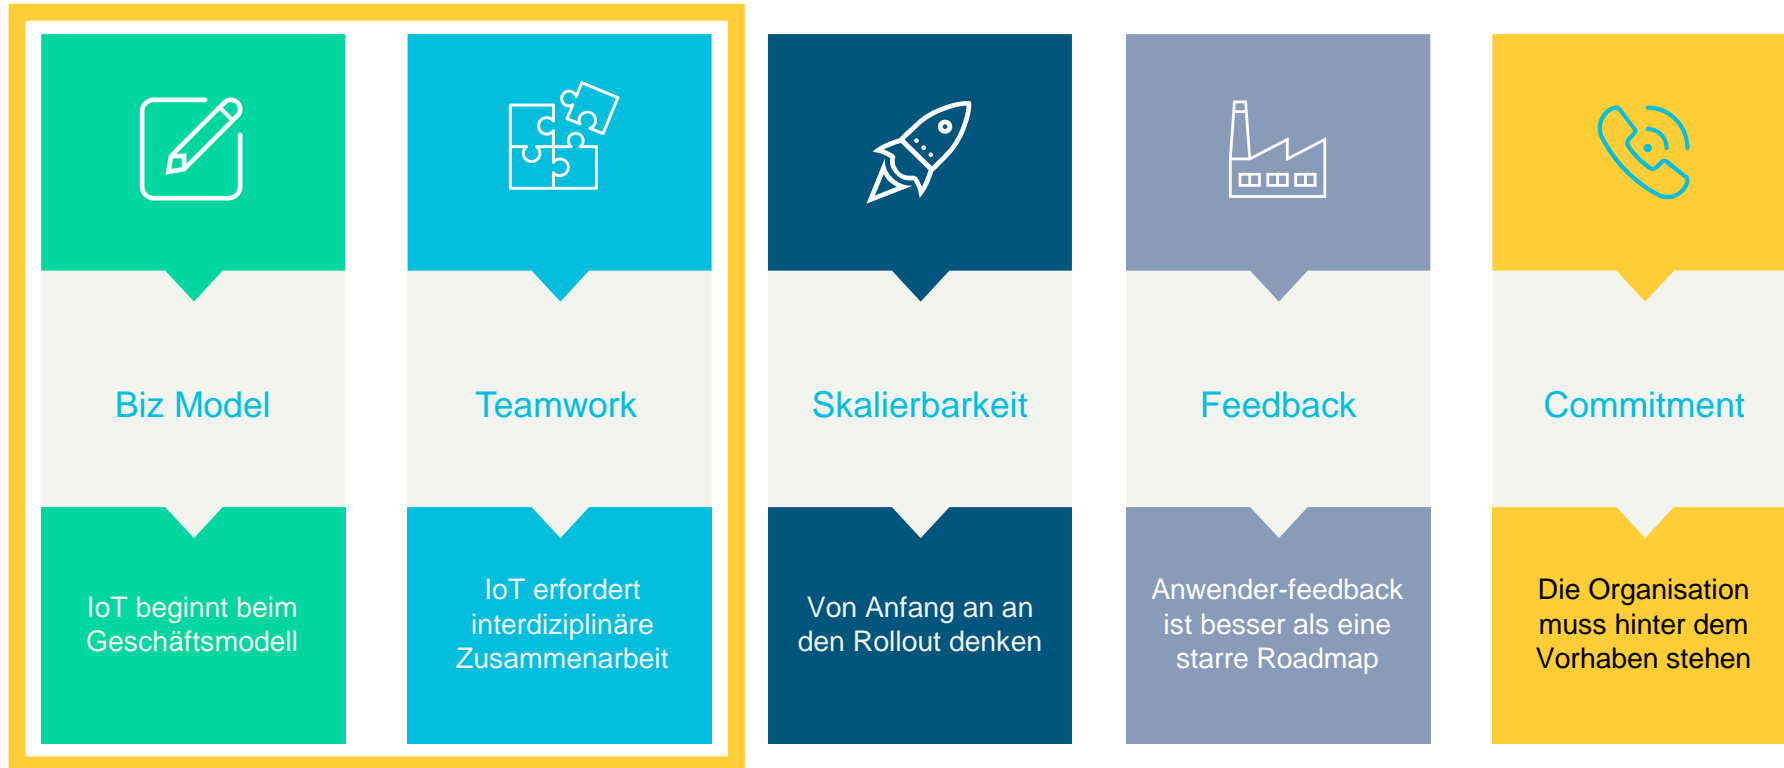 Biz Model
Teamwork
Skalierbarkeit
Feedback
Commitment
IoT beginnt beim
Geschäftsmodell
IoT erfordert
interdiziplinäre
Zusammenarbeit
Von Anfang an an
den Rollout denken
Anwender-feedback
ist besser als eine
starre Roadmap
Die Organisation
muss hinter dem
Vorhaben stehen